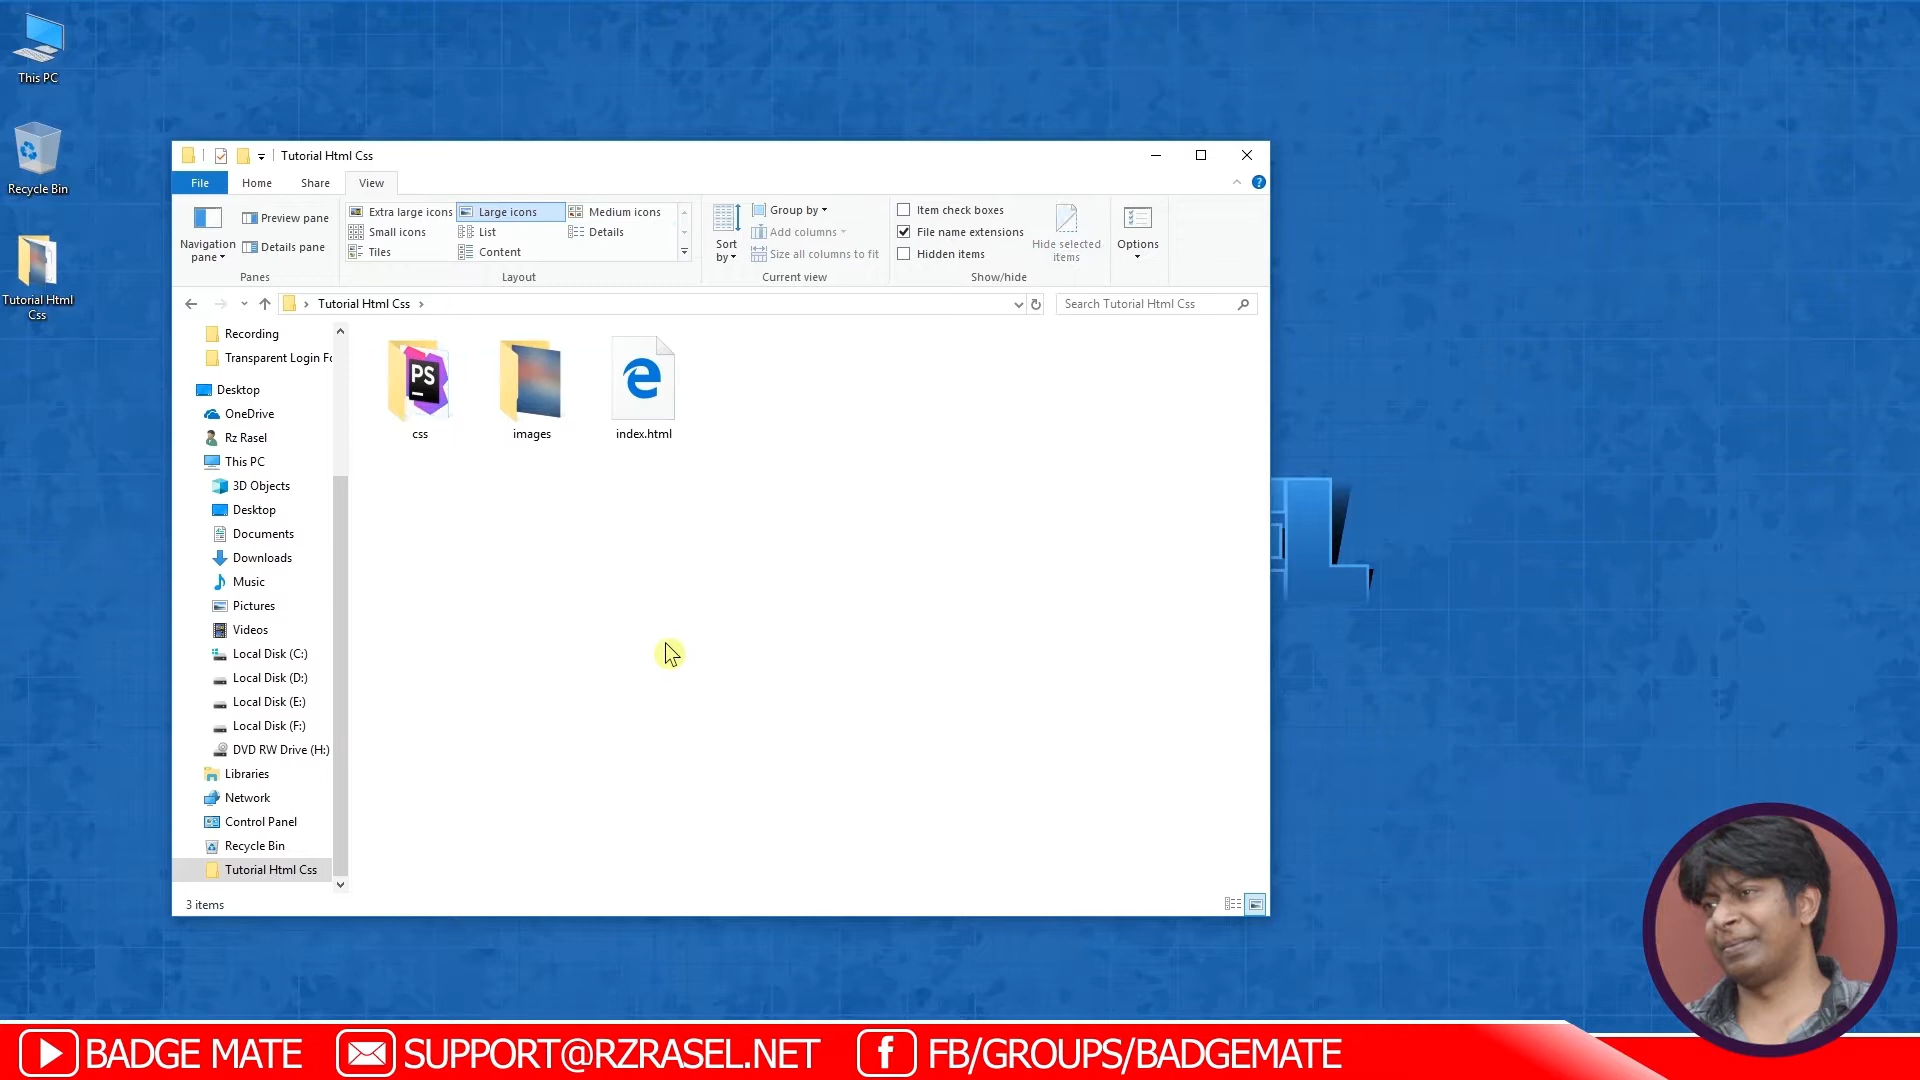 This PC
Recycle Bin
Tutorial Html
Css
Tutorial Html Css
File
Home
Share
View
?
Navigation
pane
Preview pane
Details pane
Panes
Extra large icons
Large icons
Medium icons
Small icons
List
Details
Tiles
Content
Layout
Sort
by
Group by
Add columns
Size all columns to fit
Current view
Item check boxes
File name extensions
Hidden items
Hide selected
items
Show/hide
Options
Tutorial Html Css
Search Tutorial Html Css
Recording
Transparent Login Fo
Desktop
OneDrive
Rz Rasel
This PC
3D Objects
Desktop
Documents
Downloads
Music
Pictures
Videos
Local Disk (C:)
Local Disk (D:)
Local Disk (E:)
Local Disk (F:)
DVD RW Drive (H:)
Libraries
Network
Control Panel
Recycle Bin
Tutorial Html Css
PS
css
images
index.html
3 items
BADGE MATE
SUPPORT@RZRASEL.NET
FB/GROUPS/BADGEMATE